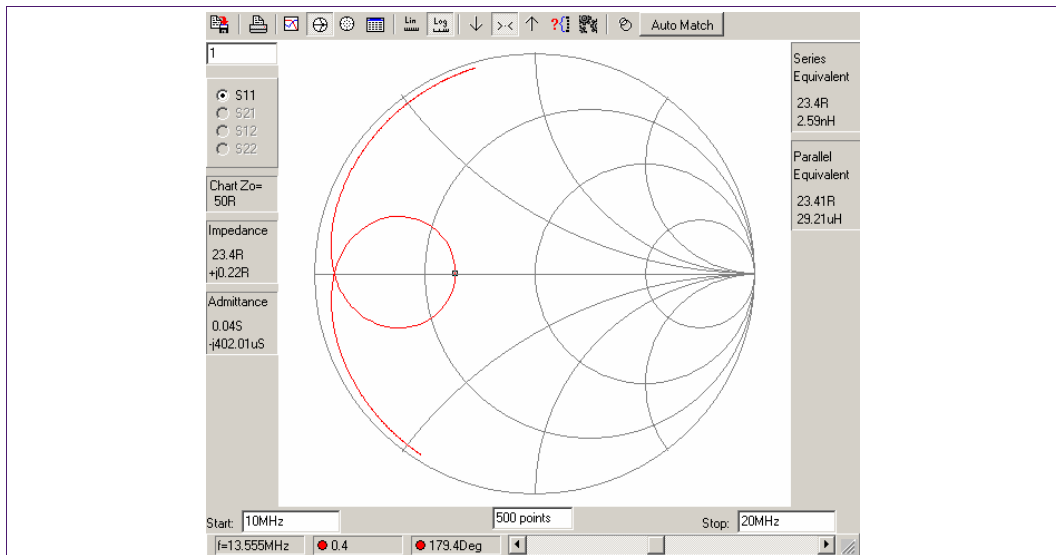 Lin
Log
?
Auto Match
1
S11
S21
S12
S22
Chart Zo=
50R
Impedance
23.4R
+j0.22R
Admittance
0.04S
-j402.01uS
Series
Equivalent
23.4R
2.59nH
Parallel
Equivalent
23.41R
29.21uH
Start:
10MHz
500 points
Stop:
20MHz
f=13.555MHz
0.4
179.4Deg